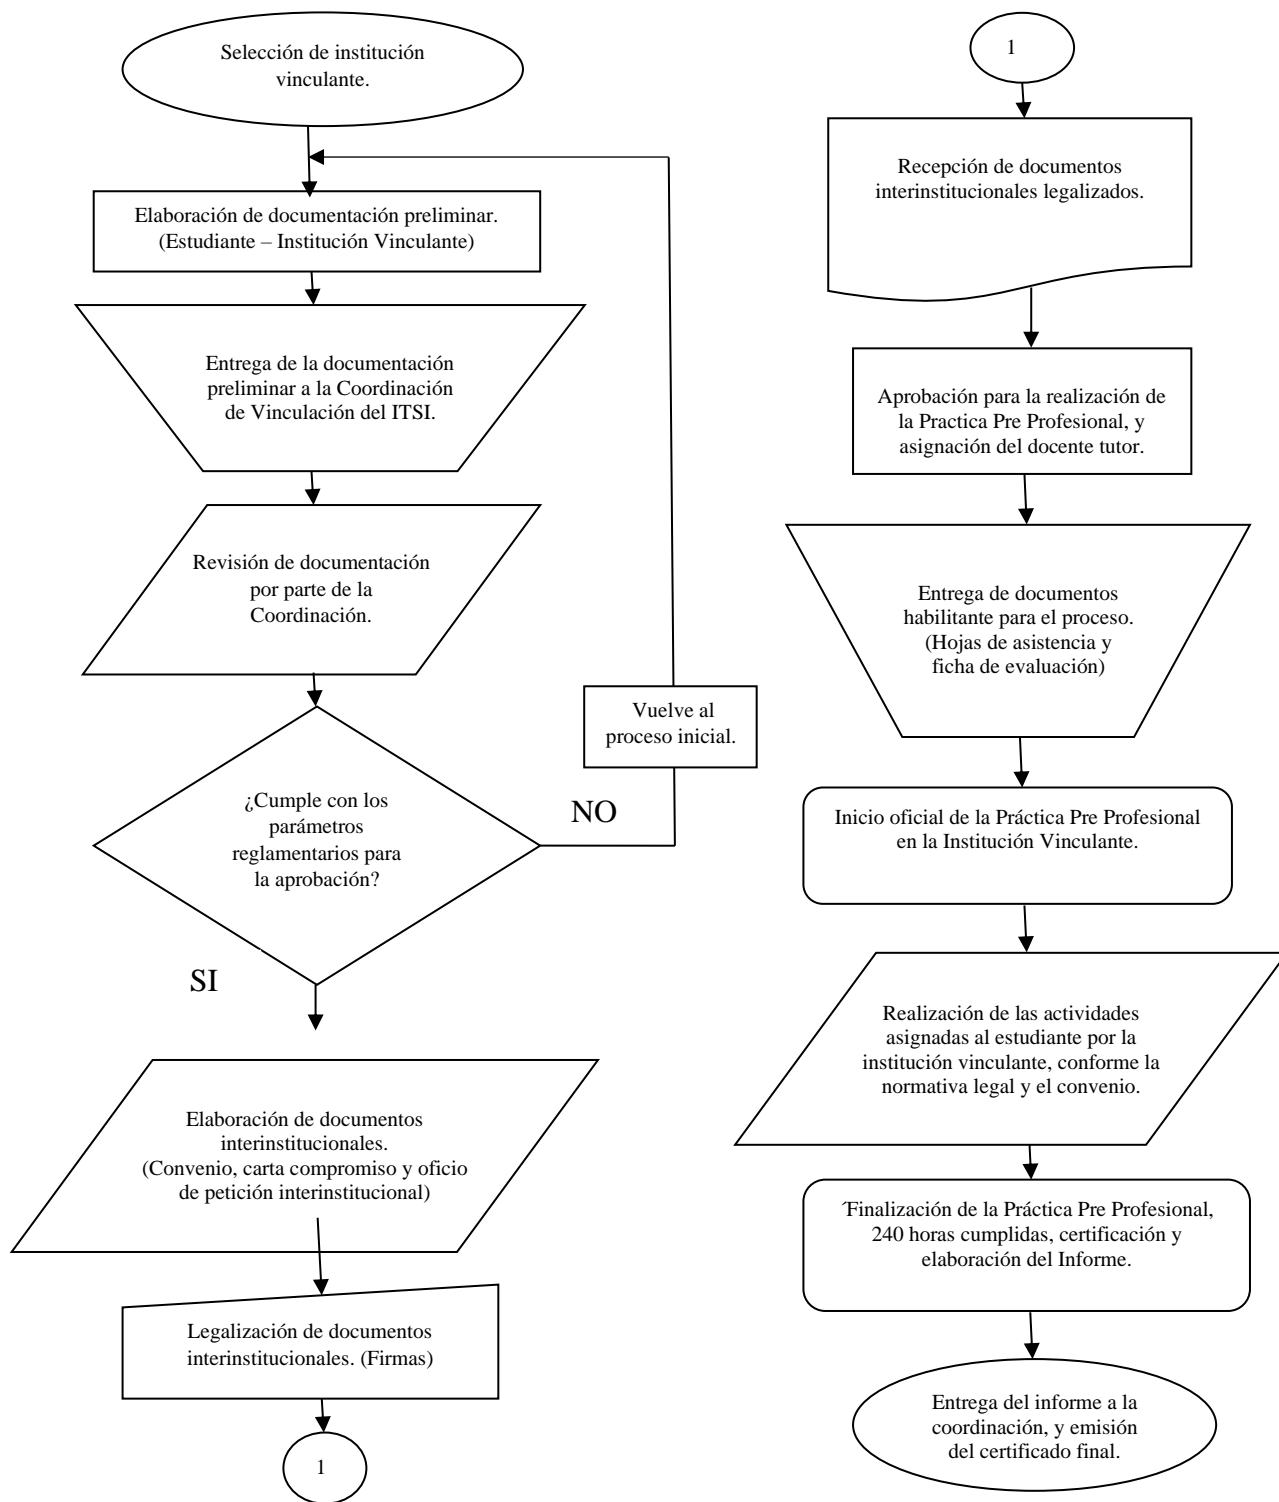 Selección de institución
vinculante.
Elaboración de documentación preliminar.
(Estudiante – Institución Vinculante)
Entrega de la documentación
preliminar a la Coordinación
de Vinculación del ITSI.
Revisión de documentación
por parte de la
Coordinación.
Vuelve al
proceso inicial.
¿Cumple con los
parámetros
reglamentarios para
la aprobación?
NO
SI
Elaboración de documentos
interinstitucionales.
(Convenio, carta compromiso y oficio
de petición interinstitucional)
Legalización de documentos
interinstitucionales. (Firmas)
1
1
Recepción de documentos
interinstitucionales legalizados.
Aprobación para la realización de
la Practica Pre Profesional, y
asignación del docente tutor.
Entrega de documentos
habilitante para el proceso.
(Hojas de asistencia y
ficha de evaluación)
Inicio oficial de la Práctica Pre Profesional
en la Institución Vinculante.
Realización de las actividades
asignadas al estudiante por la
institución vinculante, conforme la
normativa legal y el convenio.
´Finalización de la Práctica Pre Profesional,
240 horas cumplidas, certificación y
elaboración del Informe.
Entrega del informe a la
coordinación, y emisión
del certificado final.